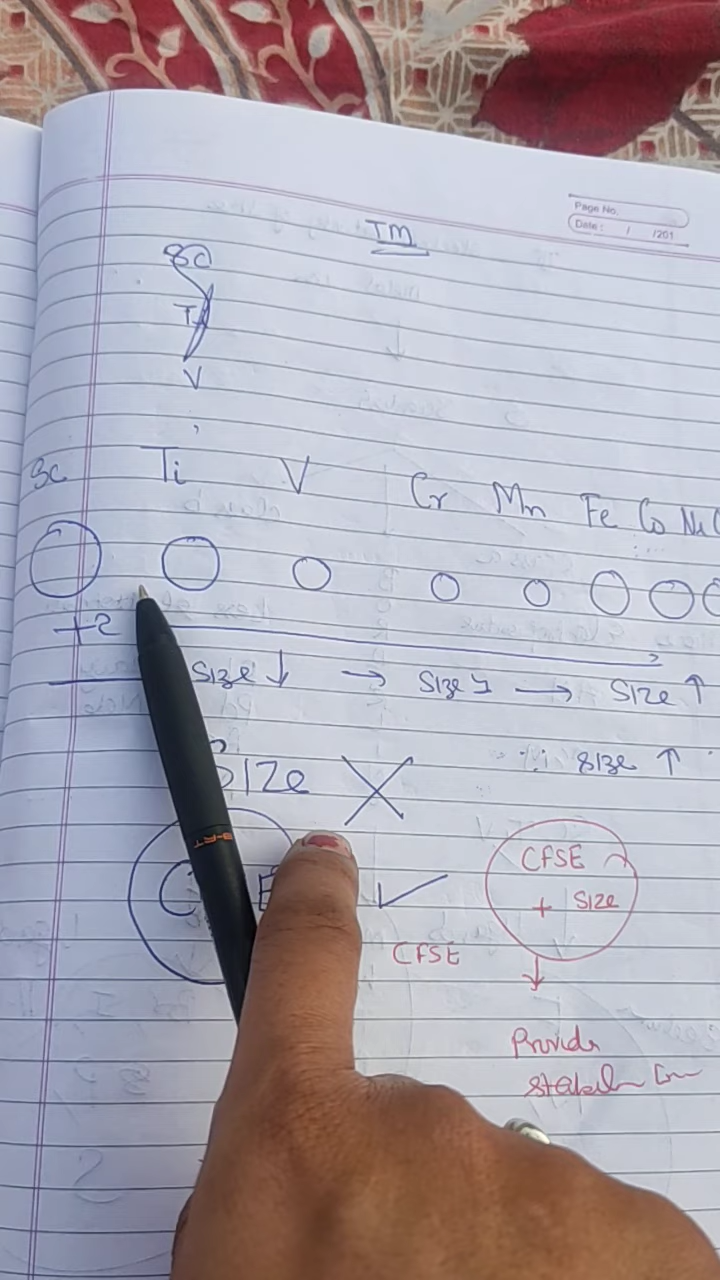 Page No.
Date: / /201
TM
Sc
Ti
V
Sc Ti V Cr Mn Fe Co Ni
+2
Size ↓ → Size ↓ → Size ↑
Size ↑
Size X
CFSE
+ Size
CFSE
Provide